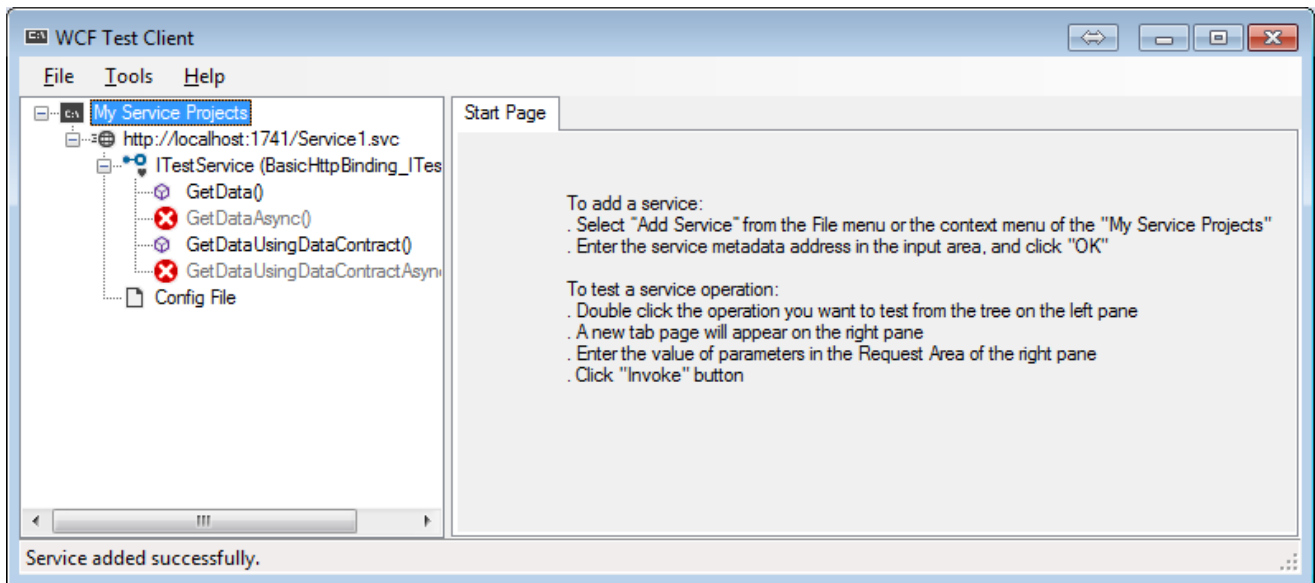 WCF Test Client
File Tools Help
My Service Projects
http://localhost:1741/Service1.svc
ITestService (BasicHttpBinding_ITes
GetData()
GetDataAsync()
GetDataUsingDataContract()
GetDataUsingDataContractAsyn
Config File
Start Page
To add a service:
. Select "Add Service" from the File menu or the context menu of the "My Service Projects"
. Enter the service metadata address in the input area, and click "OK"
To test a service operation:
. Double click the operation you want to test from the tree on the left pane
. A new tab page will appear on the right pane
. Enter the value of parameters in the Request Area of the right pane
. Click "Invoke" button
Service added successfully.